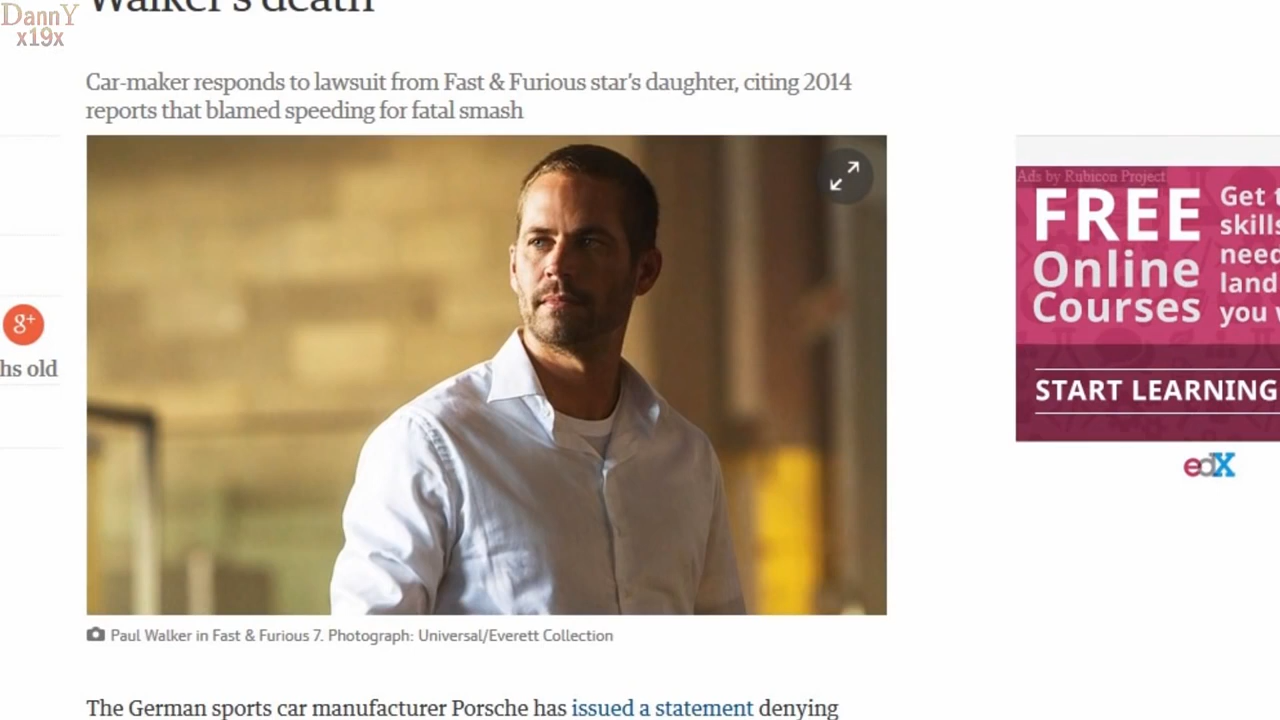 DannY
x19x
Walker's death
Car-maker responds to lawsuit from Fast & Furious star's daughter, citing 2014
reports that blamed speeding for fatal smash
g+
hs old
Ads by Rubicon Project
FREE
Online
Courses
Get t
skills
need
land
you w
START LEARNING
edX
Paul Walker in Fast & Furious 7. Photograph: Universal/Everett Collection
The German sports car manufacturer Porsche has issued a statement denying